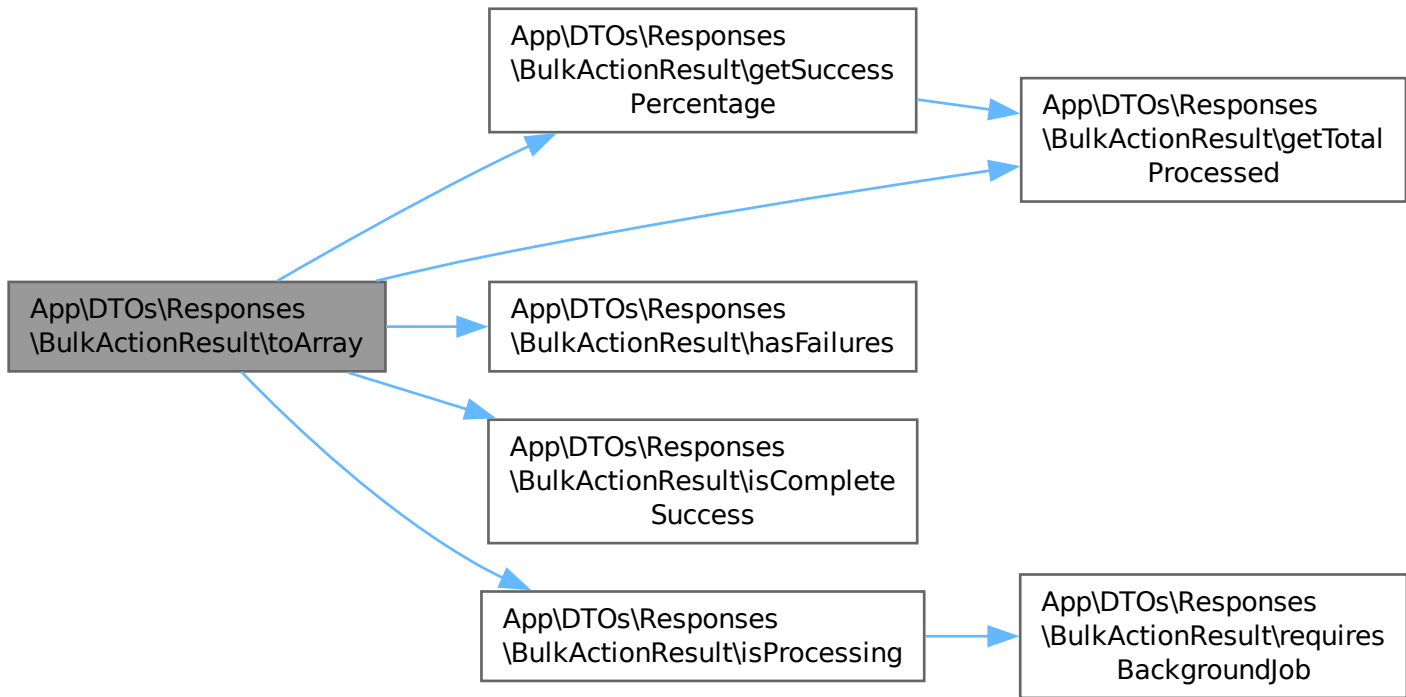 App\DTOs\Responses
\BulkActionResult\getSuccess
Percentage
App\DTOs\Responses
\BulkActionResult\getTotal
Processed
App\DTOs\Responses
\BulkActionResult\toArray
App\DTOs\Responses
\BulkActionResult\hasFailures
App\DTOs\Responses
\BulkActionResult\isComplete
Success
App\DTOs\Responses
\BulkActionResult\isProcessing
App\DTOs\Responses
\BulkActionResult\requires
BackgroundJob